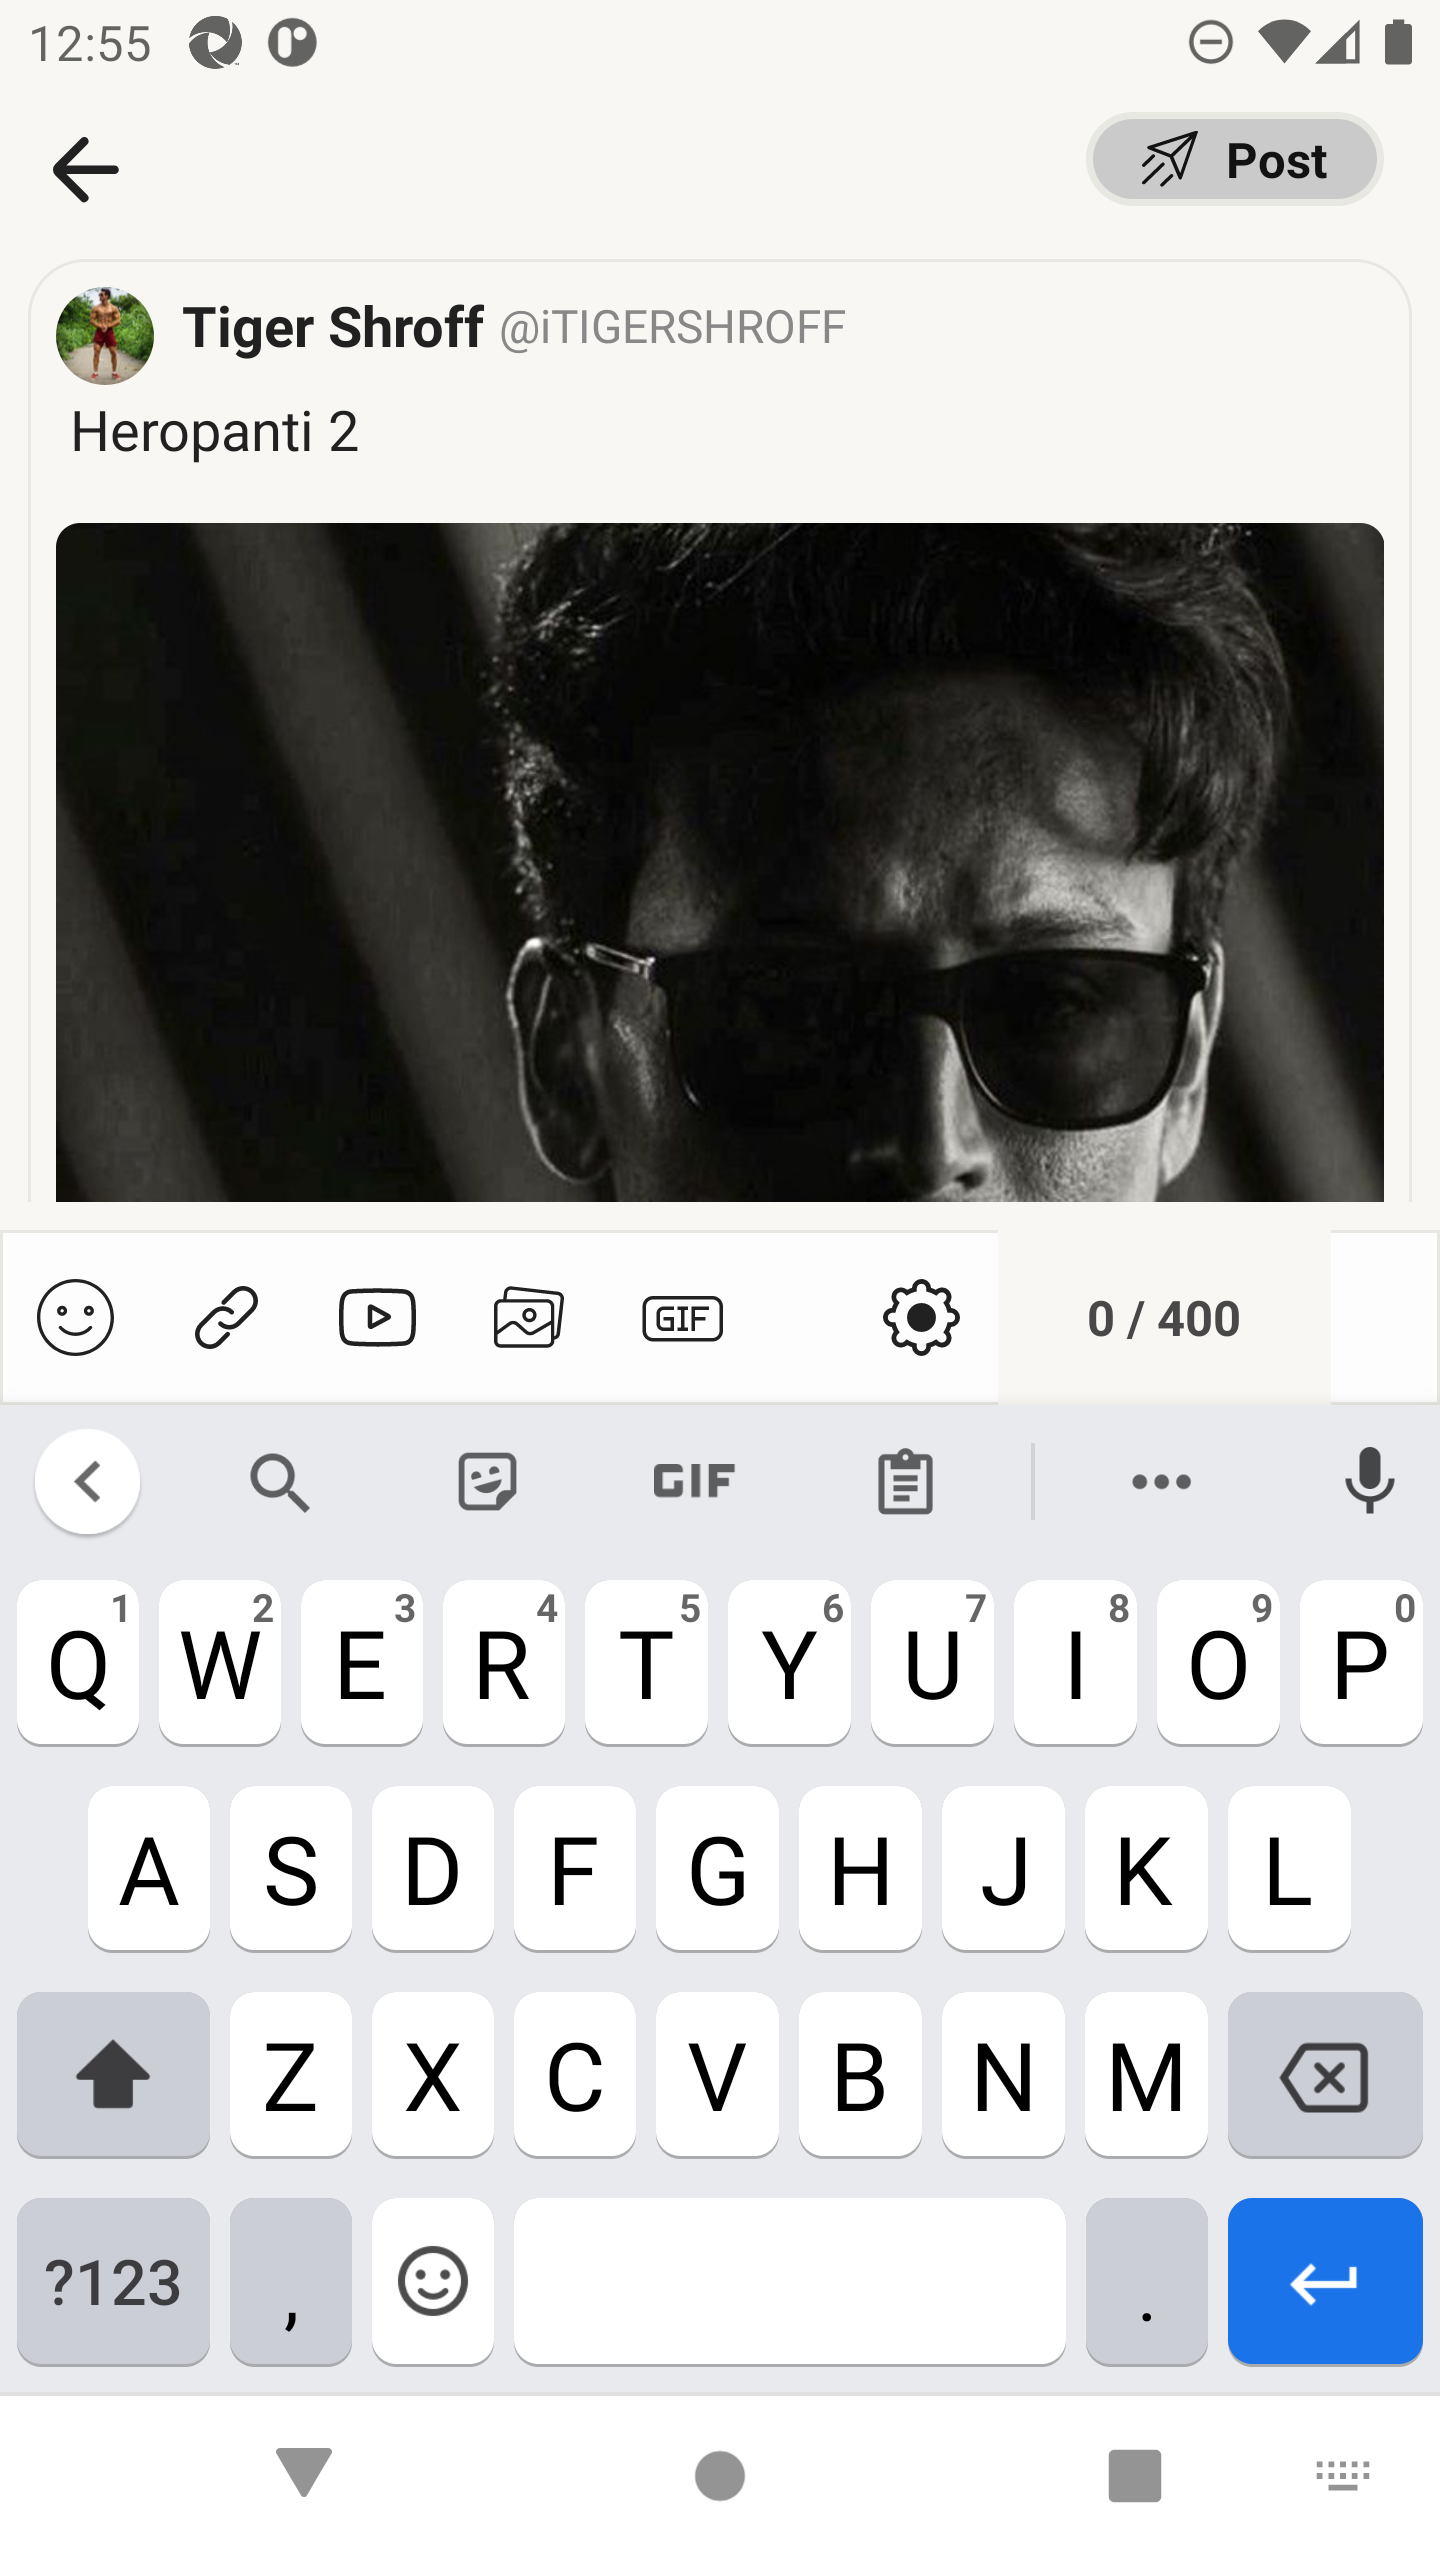 12:55
Post
Tiger Shroff @iTIGERSHROFF
Heropanti 2
GIF
0 / 400
GIF
1 2 3 4 5 6 7 8 9 0
Q W E R T Y U I O P
A S D F G H J K L
Z X C V B N M
?123 , .